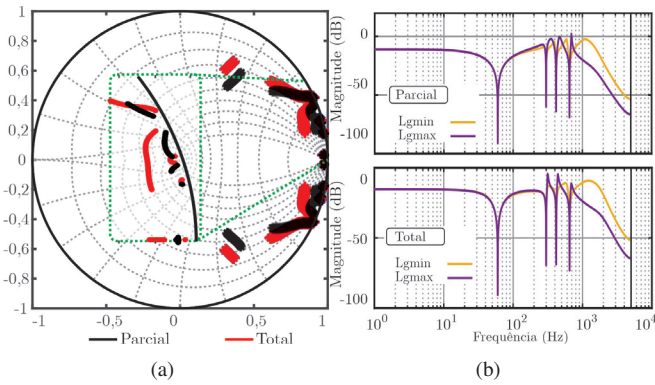 1
0.8
0.6
0.4
0.2
0
-0.2
-0.4
-0.6
-0.8
-1
-1
-0,5
0
0,5
1
Parcial
Total
(a)
Magnitude (dB)
0
-50
-100
Parcial
Lgmin
Lgmax
Magnitude (dB)
0
-50
-100
Total
Lgmin
Lgmax
10^0
10^1
10^2
10^3
10^4
Frequência (Hz)
(b)